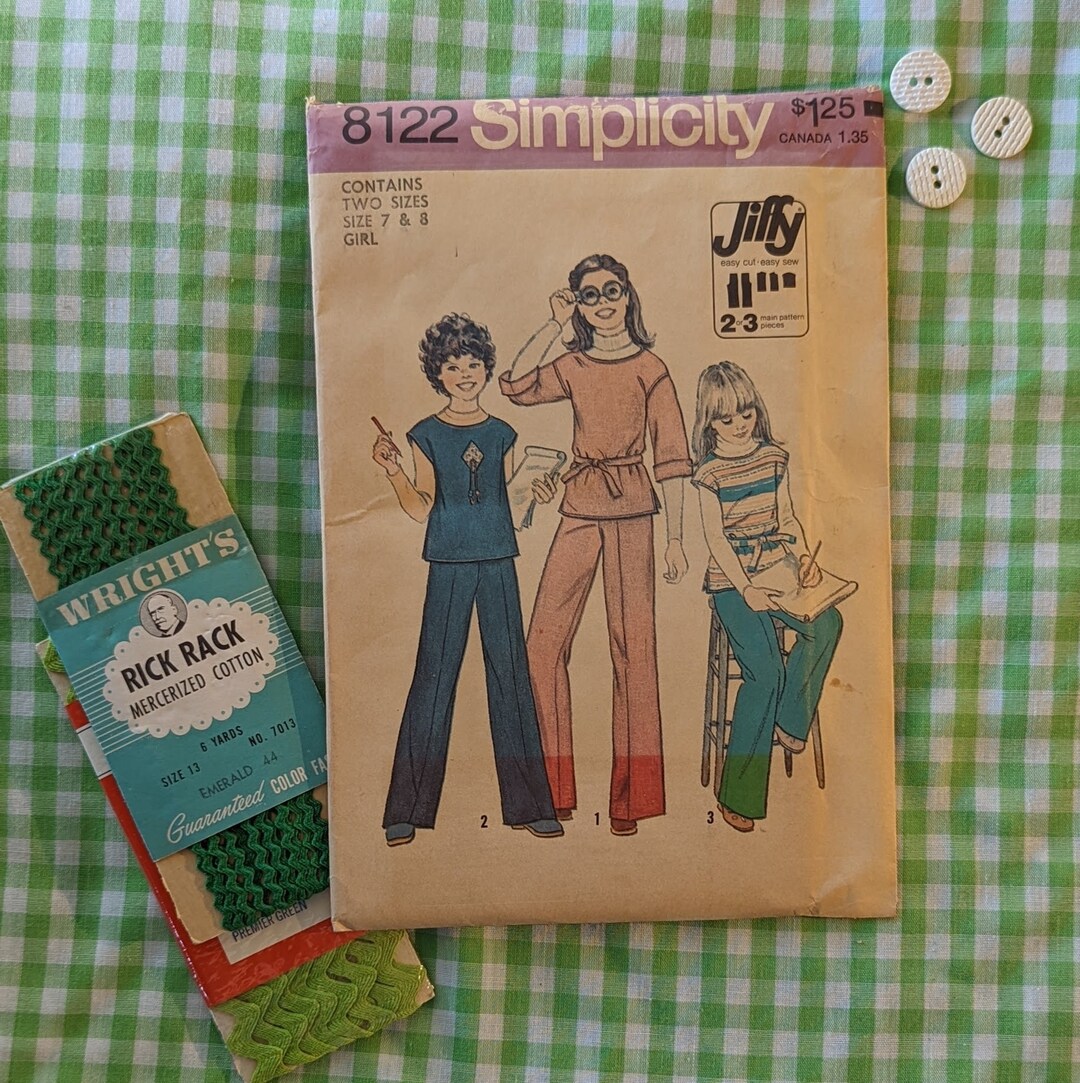 8122 Simplicity $1.25
CANADA 1.35
CONTAINS
TWO SIZES
SIZE 7 & 8
GIRL
Jiffy®
easy cut·easy sew
2 or 3 main pattern
pieces
2
1
3
WRIGHT'S
RICK RACK
MERCERIZED COTTON
6 YARDS NO. 7013
SIZE 13
EMERALD 44
Guaranteed COLOR FA
PREMIER GREEN